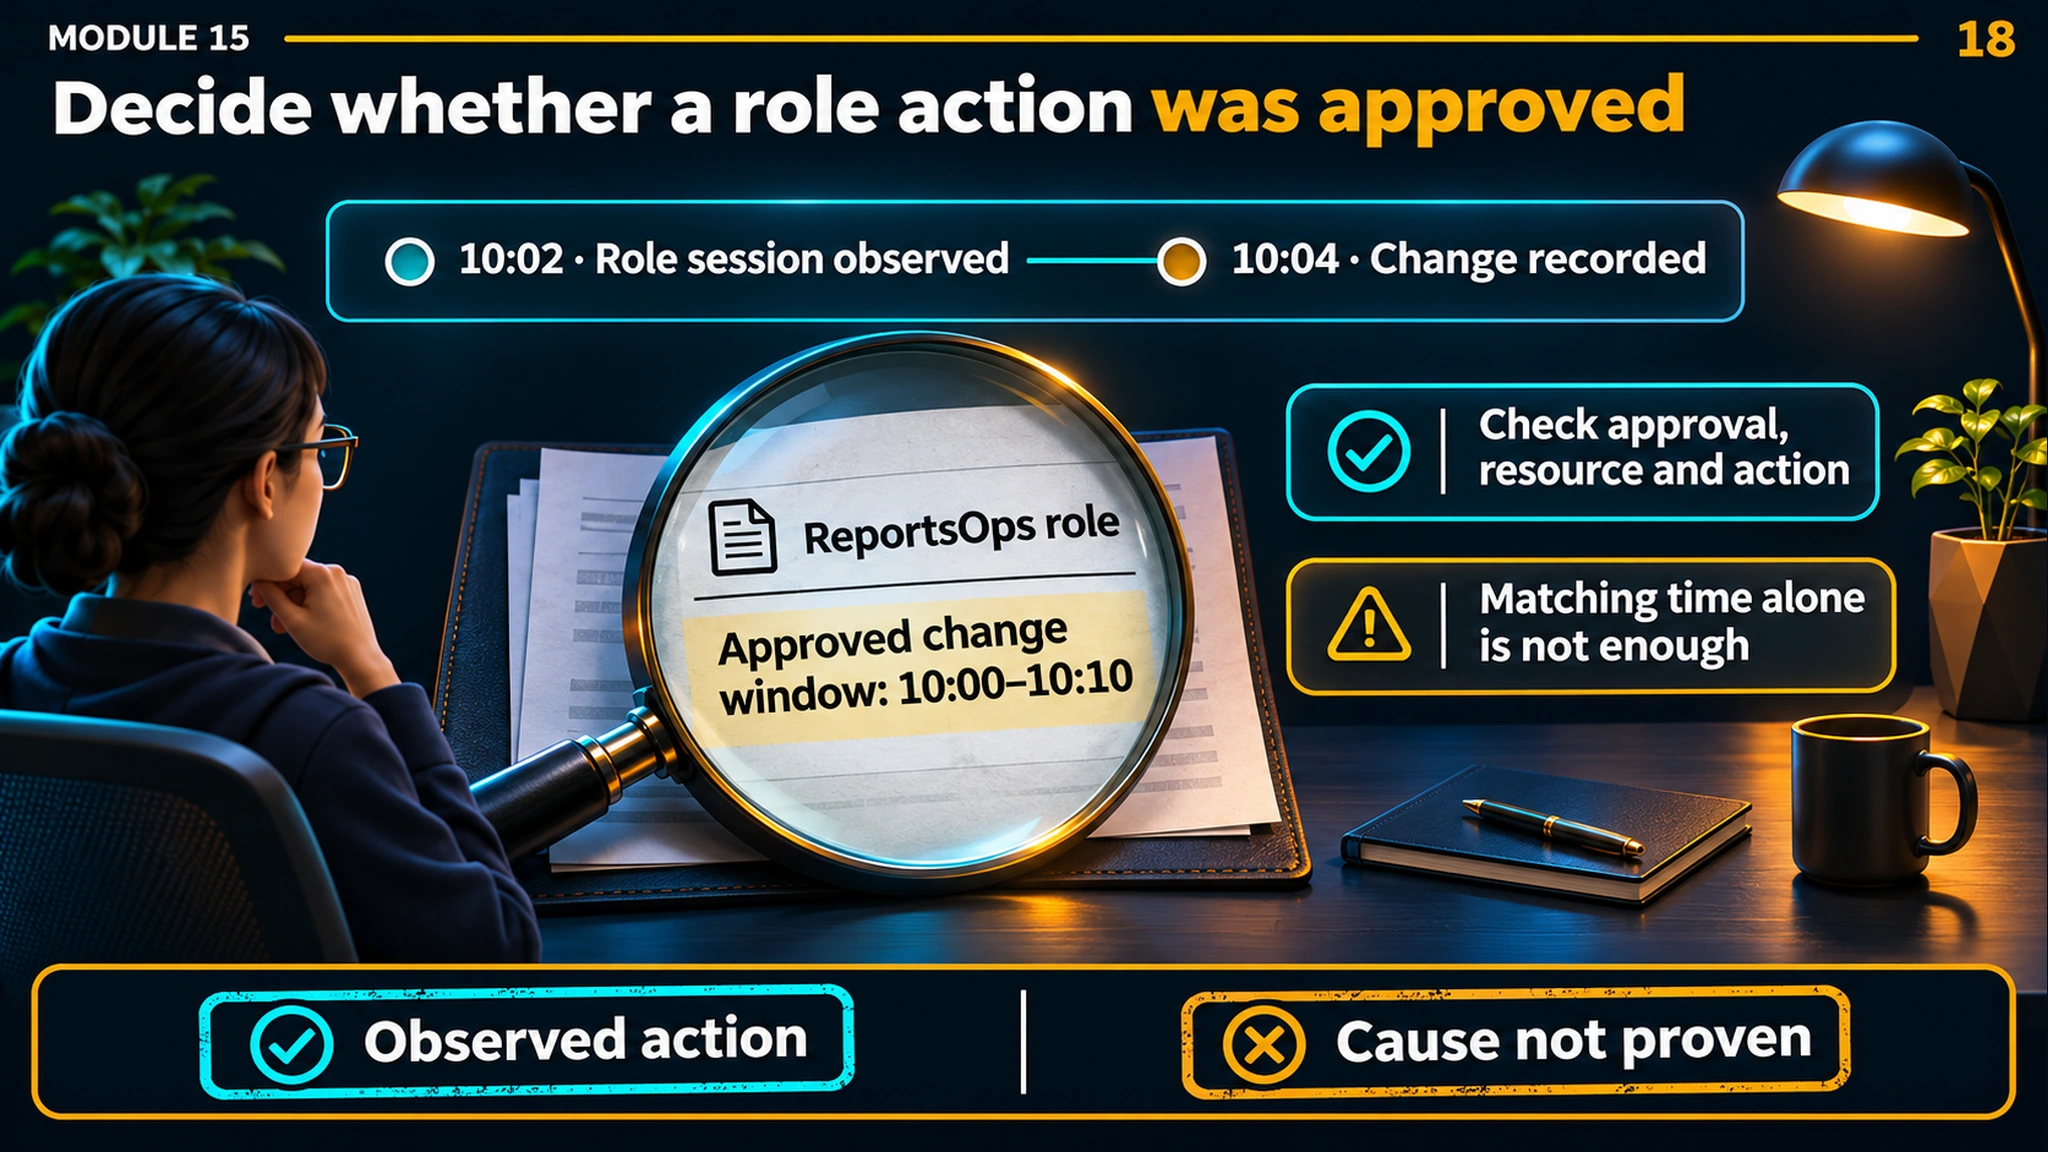 MODULE 15
18
Decide whether a role action was approved
10:02 · Role session observed
10:04 · Change recorded
ReportsOps role
Approved change
window: 10:00–10:10
Check approval,
resource and action
Matching time alone
is not enough
Observed action
Cause not proven